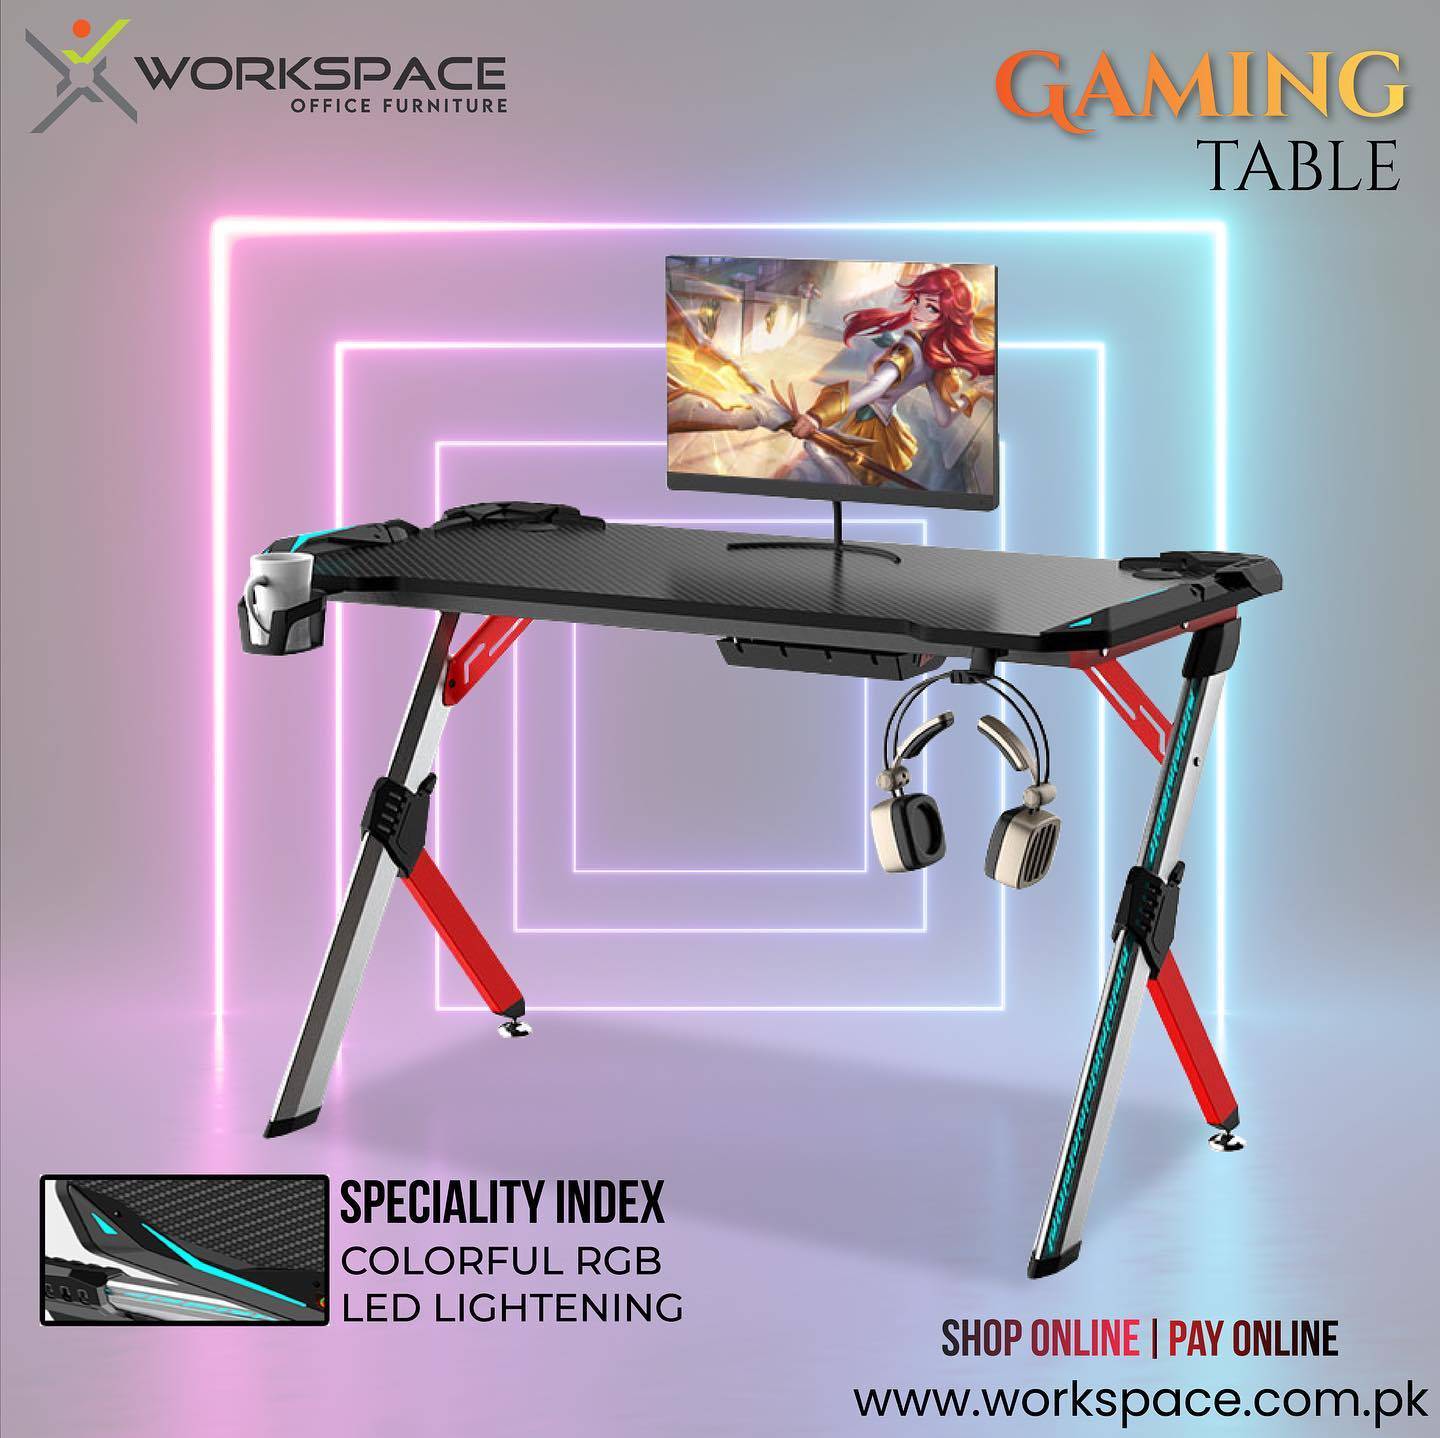 WORKSPACE
OFFICE FURNITURE
GAMING
TABLE
SPECIALITY INDEX
COLORFUL RGB
LED LIGHTENING
SHOP ONLINE | PAY ONLINE
www.workspace.com.pk